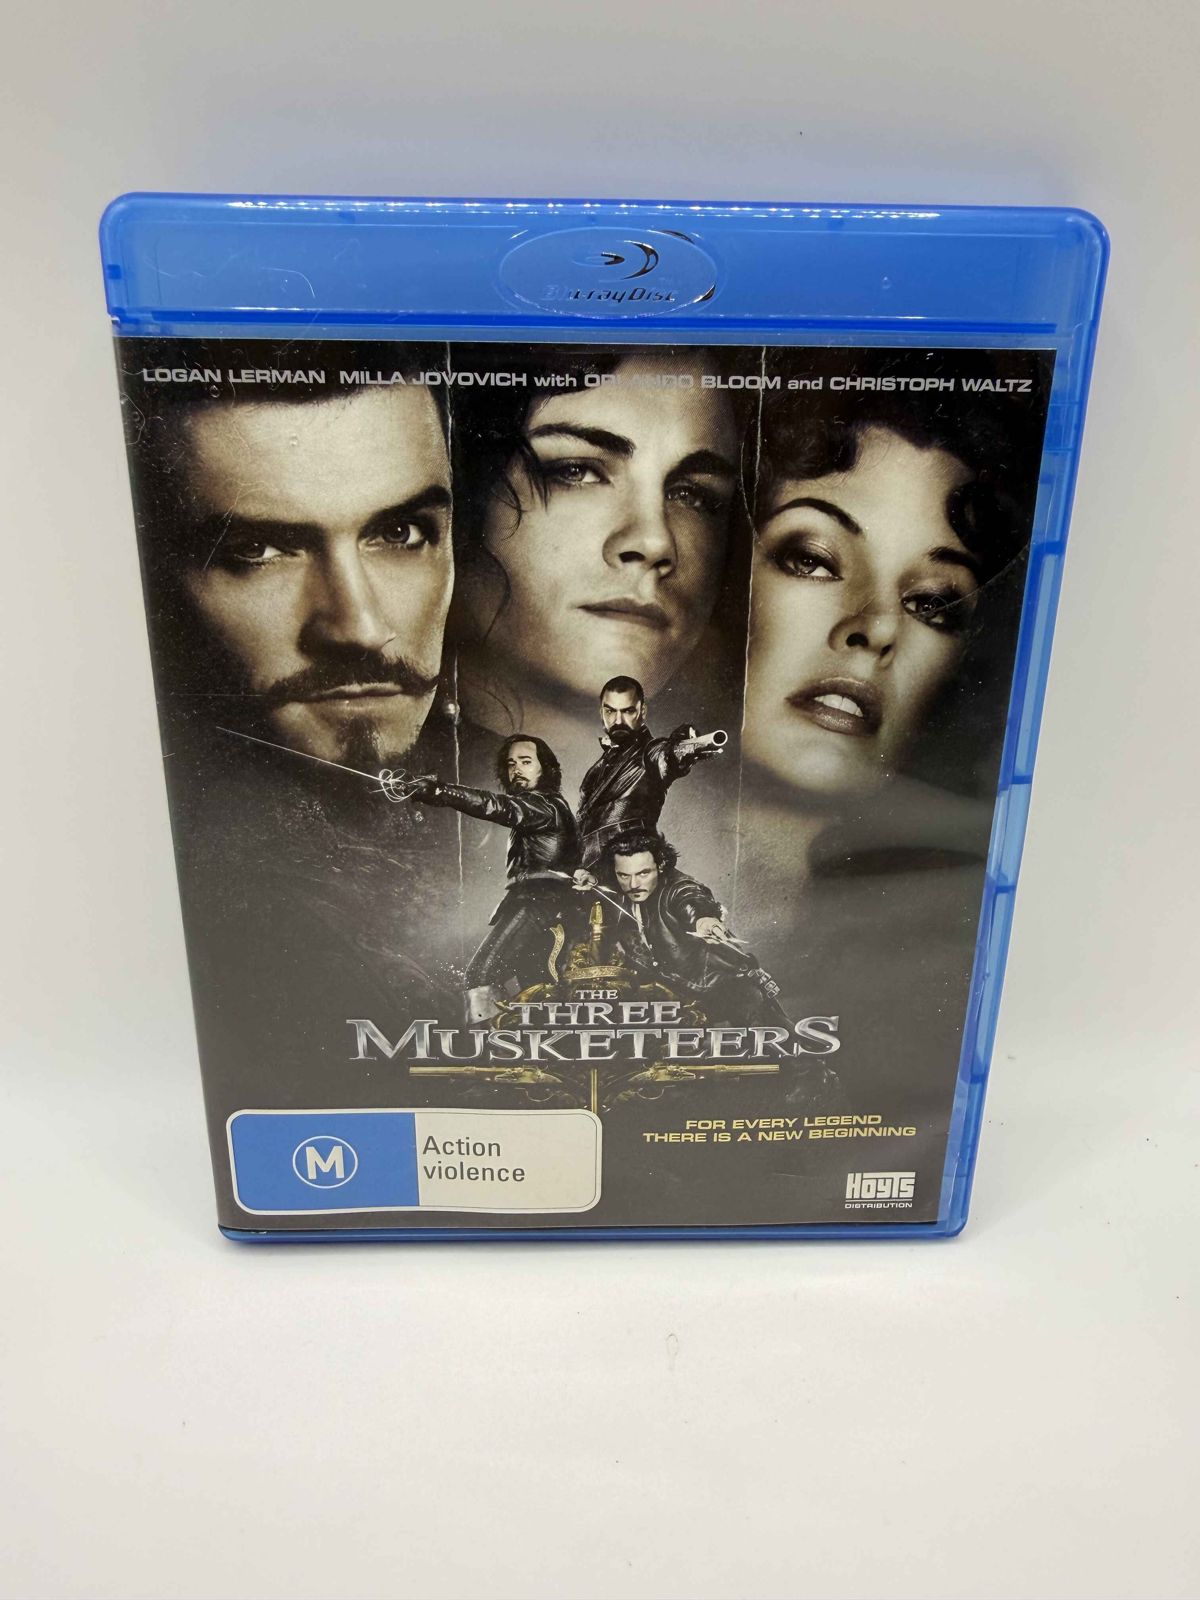 Blu-ray Disc
LOGAN LERMAN MILLA JOVOVICH with ORLANDO BLOOM and CHRISTOPH WALTZ
THE
THREE
MUSKETEERS
FOR EVERY LEGEND
THERE IS A NEW BEGINNING
M
Action
violence
HOYTS
DISTRIBUTION